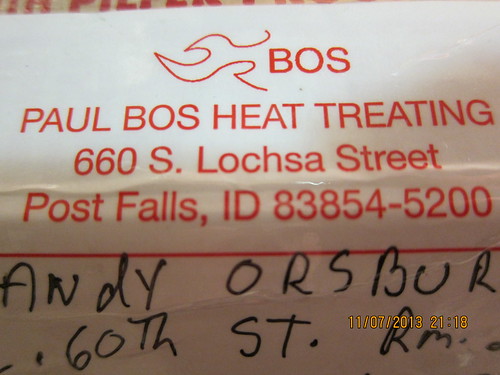 BOS
PAUL BOS HEAT TREATING
660 S. Lochsa Street
Post Falls, ID 83854-5200
ANdY ORSBUR
60Th ST. Rm.
11/07/2013 21:18